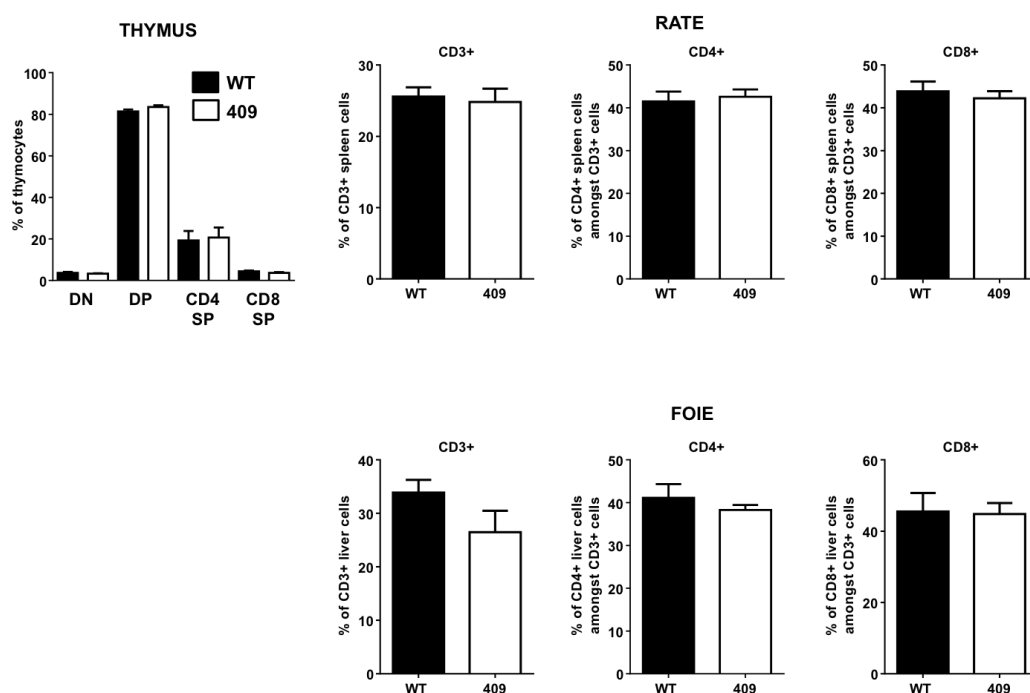 THYMUS
% of thymocytes
100
80
60
40
20
0
WT
409
DN
DP
CD4
SP
CD8
SP
RATE
CD3+
% of CD3+ spleen cells
30
20
10
0
WT
409
CD4+
% of CD4+ spleen cells
amongst CD3+ cells
50
40
30
20
10
0
WT
409
CD8+
% of CD8+ spleen cells
amongst CD3+ cells
50
40
30
20
10
0
WT
409
FOIE
CD3+
% of CD3+ liver cells
40
30
20
10
0
WT
409
CD4+
% of CD4+ liver cells
amongst CD3+ cells
50
40
30
20
10
0
WT
409
CD8+
% of CD8+ liver cells
amongst CD3+ cells
60
40
20
0
WT
409